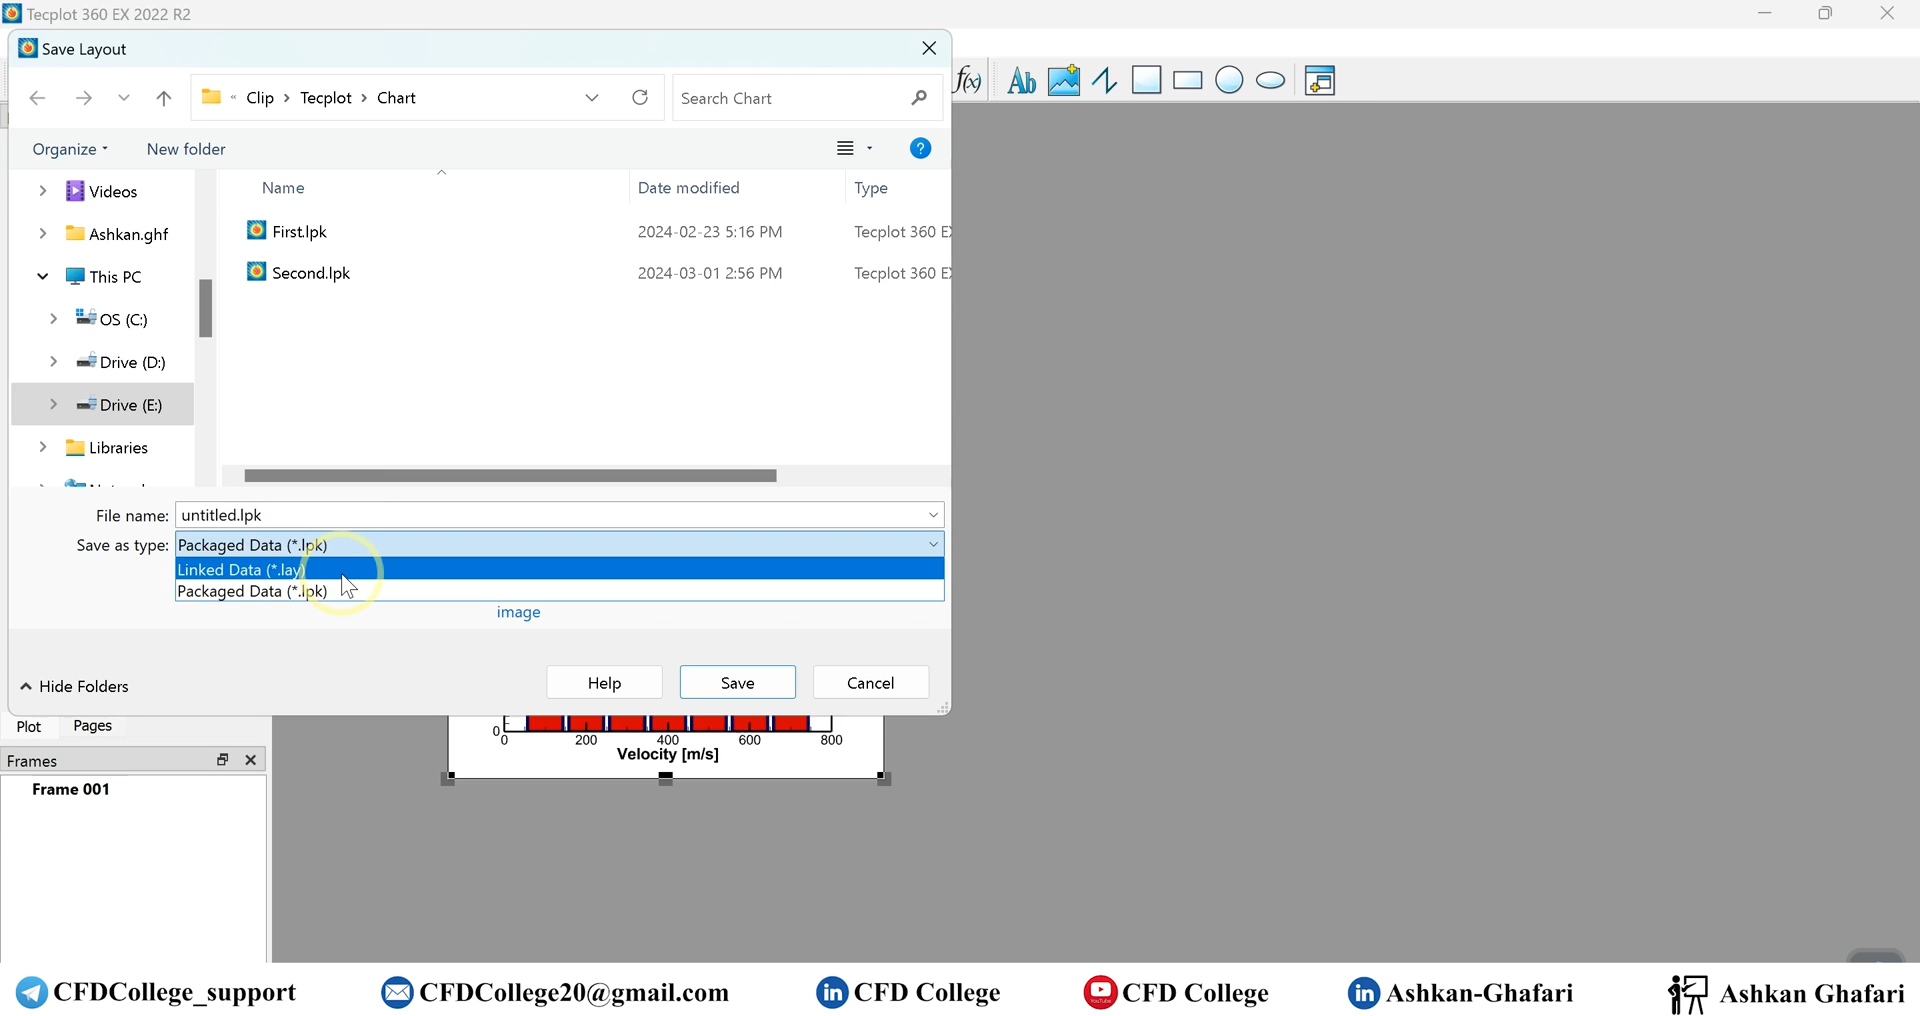 Tecplot 360 EX 2022 R2
Save Layout
« Clip > Tecplot > Chart
Search Chart
f(x)
Ab
Organize
New folder
?
Name
Date modified
Type
Videos
Ashkan.ghf
This PC
OS (C:)
Drive (D:)
Drive (E:)
Libraries
First.lpk
2024-02-23 5:16 PM
Tecplot 360 E
Second.lpk
2024-03-01 2:56 PM
Tecplot 360 E
File name: untitled.lpk
Save as type: Packaged Data (*.lpk)
Linked Data (*.lay)
Packaged Data (*.lpk)
image
Hide Folders
Help
Save
Cancel
Plot
Pages
Frames
Frame 001
0
0 200 400 600 800
Velocity [m/s]
CFDCollege_support
CFDCollege20@gmail.com
in CFD College
YouTube CFD College
in Ashkan-Ghafari
Ashkan Ghafari